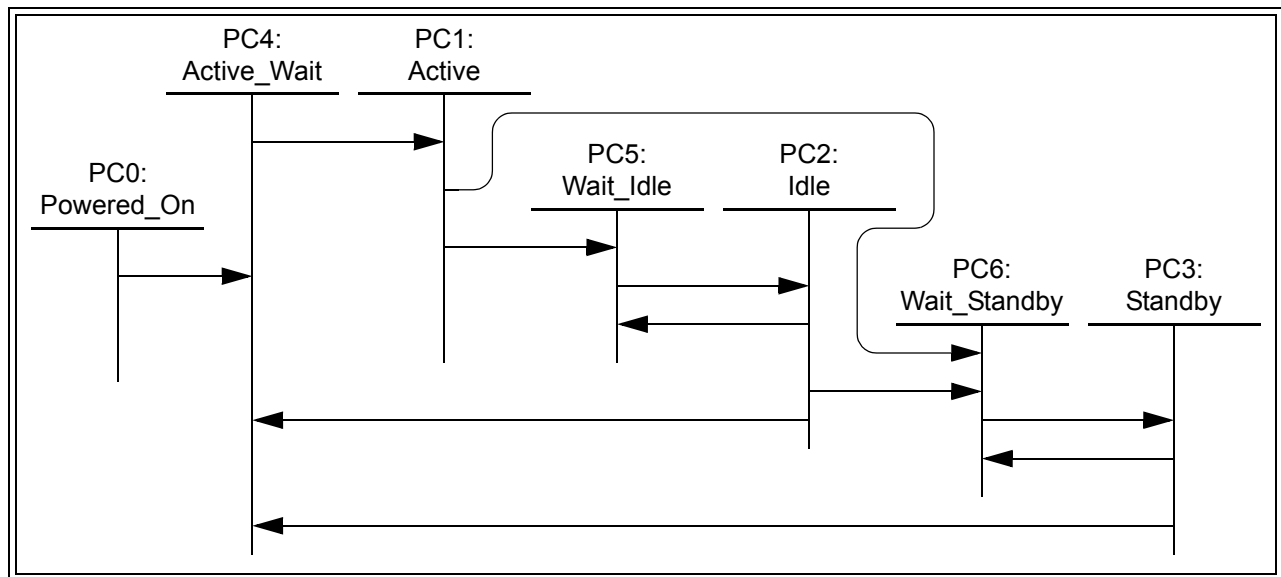 PC4:
Active_Wait
PC1:
Active
PC0:
Powered_On
PC5:
Wait_Idle
PC2:
Idle
PC6:
Wait_Standby
PC3:
Standby